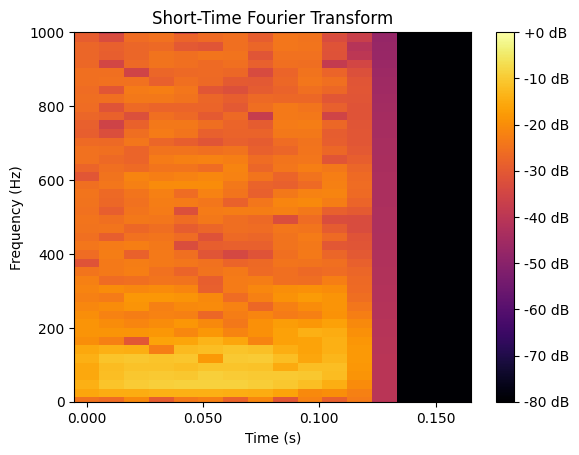 Short-Time Fourier Transform
1000
800
600
400
200
0
Frequency (Hz)
0.000
0.050
0.100
0.150
Time (s)
+0 dB
-10 dB
-20 dB
-30 dB
-40 dB
-50 dB
-60 dB
-70 dB
-80 dB